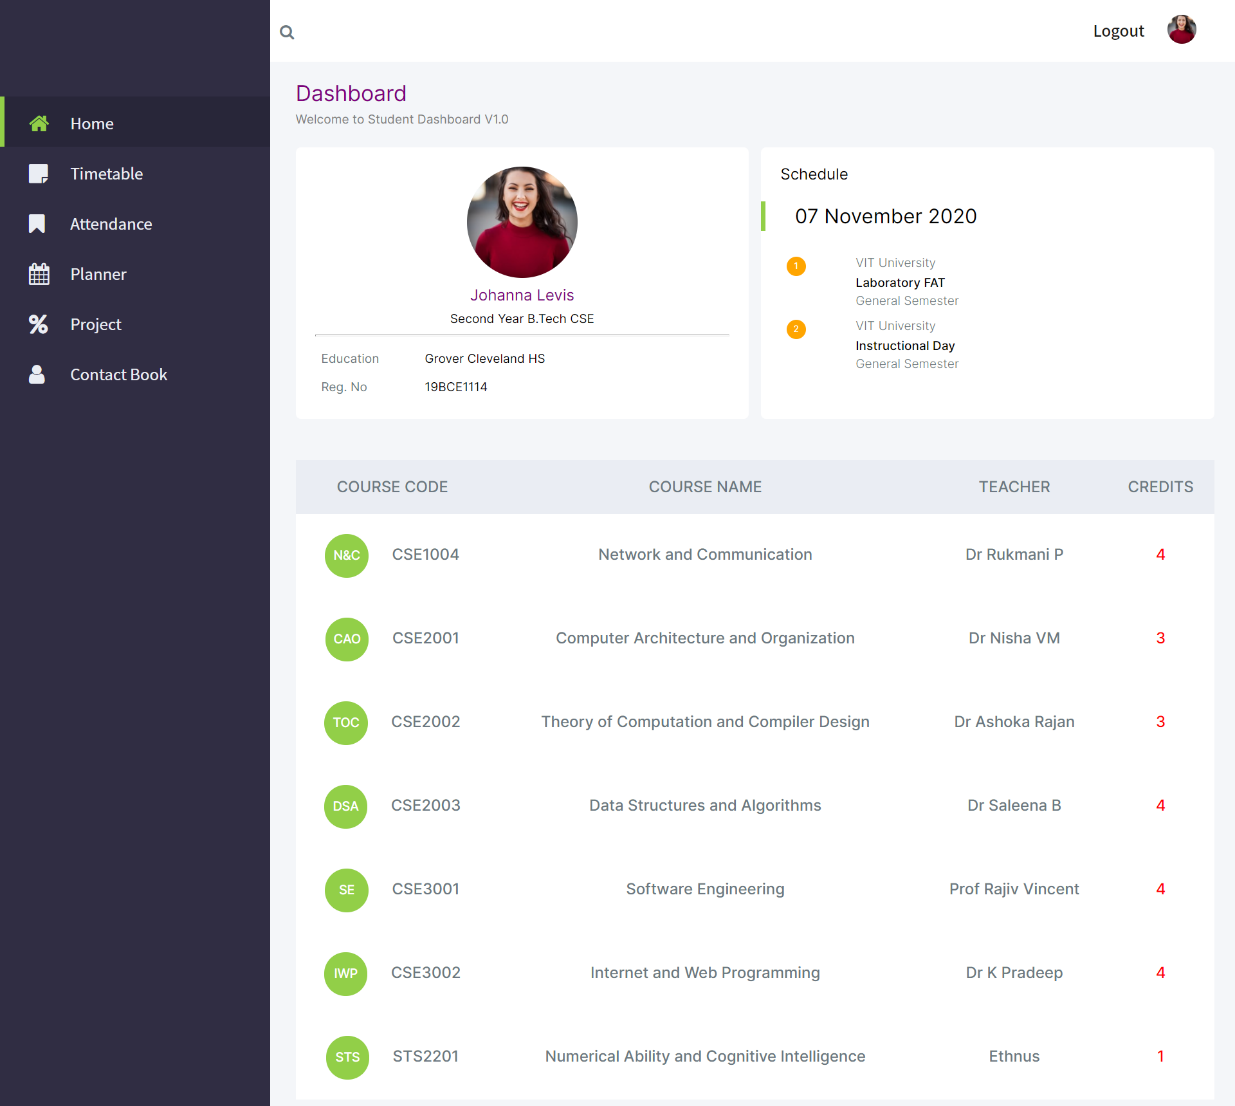 Logout
Home
Timetable
Attendance
Planner
Project
Contact Book
Dashboard
Welcome to Student Dashboard V1.0
Johanna Levis
Second Year B.Tech CSE
Education Grover Cleveland HS
Reg. No 19BCE1114
Schedule
07 November 2020
1 VIT University
Laboratory FAT
General Semester
2 VIT University
Instructional Day
General Semester
COURSE CODE COURSE NAME TEACHER CREDITS
N&C CSE1004 Network and Communication Dr Rukmani P 4
CAO CSE2001 Computer Architecture and Organization Dr Nisha VM 3
TOC CSE2002 Theory of Computation and Compiler Design Dr Ashoka Rajan 3
DSA CSE2003 Data Structures and Algorithms Dr Saleena B 4
SE CSE3001 Software Engineering Prof Rajiv Vincent 4
IWP CSE3002 Internet and Web Programming Dr K Pradeep 4
STS STS2201 Numerical Ability and Cognitive Intelligence Ethnus 1